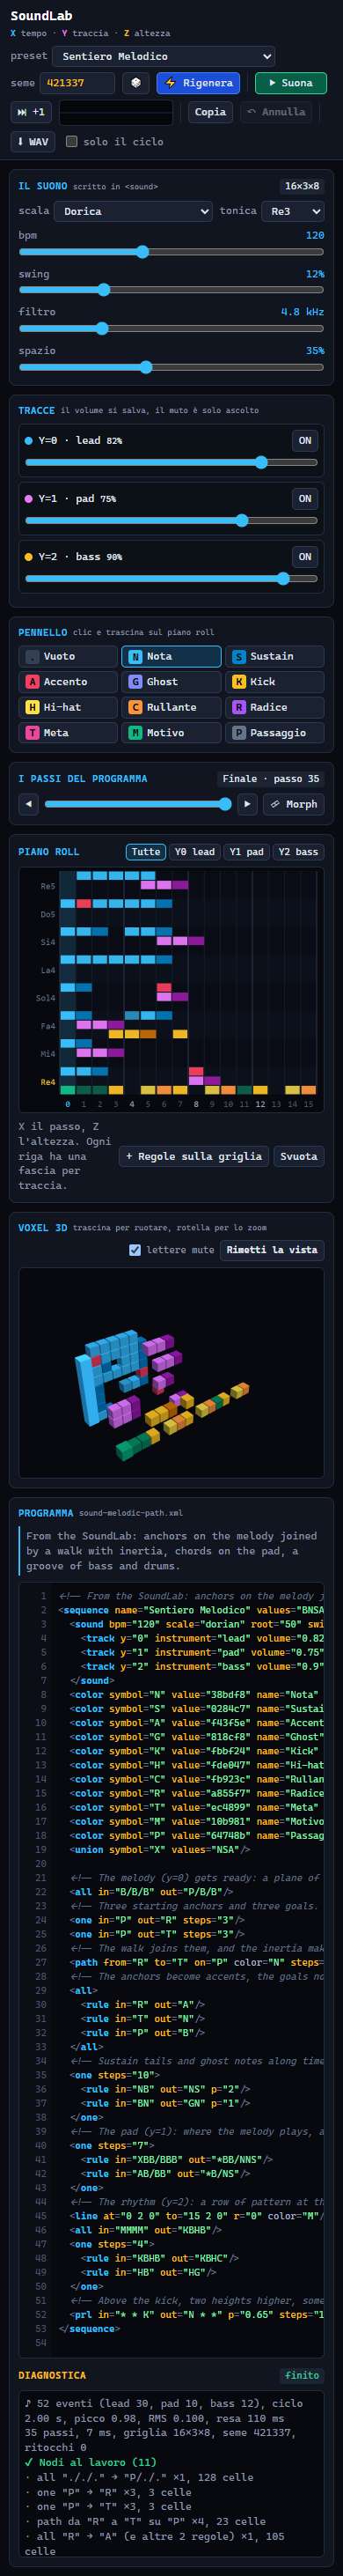 SoundLab
X tempo · Y traccia · Z altezza
preset Sentiero Melodico
seme 421337 🎲 ⚡ Rigenera ▶ Suona
⏭ +1 Copia ↶ Annulla
⬇ WAV solo il ciclo
IL SUONO scritto in <sound> 16×3×8
scala Dorica tonica Re3
bpm 120
swing 12%
filtro 4.8 kHz
spazio 35%
TRACCE il volume si salva, il muto è solo ascolto
Y=0 · lead 82% ON
Y=1 · pad 75% ON
Y=2 · bass 90% ON
PENNELLO clic e trascina sul piano roll
. Vuoto N Nota S Sustain
A Accento G Ghost K Kick
H Hi-hat C Rullante R Radice
T Meta M Motivo P Passaggio
I PASSI DEL PROGRAMMA Finale · passo 35
◀ ▶ Morph
PIANO ROLL Tutte Y0 lead Y1 pad Y2 bass
Re5
Do5
Si4
La4
Sol4
Fa4
Mi4
Re4
0 1 2 3 4 5 6 7 8 9 10 11 12 13 14 15
X il passo, Z
l'altezza. Ogni
riga ha una
fascia per
traccia.
+ Regole sulla griglia Svuota
VOXEL 3D trascina per ruotare, rotella per lo zoom
lettere mute Rimetti la vista
PROGRAMMA sound-melodic-path.xml
From the SoundLab: anchors on the melody joined
by a walk with inertia, chords on the pad, a
groove of bass and drums.
1 <!-- From the SoundLab: anchors on the melody j
2 <sequence name="Sentiero Melodico" values="BNSA
3 <sound bpm="120" scale="dorian" root="50" swi
4 <track y="0" instrument="lead" volume="0.82
5 <track y="1" instrument="pad" volume="0.75"
6 <track y="2" instrument="bass" volume="0.9"
7 </sound>
8 <color symbol="N" value="38bdf8" name="Nota"
9 <color symbol="S" value="0284c7" name="Sustai
10 <color symbol="A" value="f43f5e" name="Accent
11 <color symbol="G" value="818cf8" name="Ghost"
12 <color symbol="K" value="fbbf24" name="Kick"
13 <color symbol="H" value="fde047" name="Hi-hat
14 <color symbol="C" value="fb923c" name="Rullan
15 <color symbol="R" value="a855f7" name="Radice
16 <color symbol="T" value="ec4899" name="Meta"
17 <color symbol="M" value="10b981" name="Motivo
18 <color symbol="P" value="64748b" name="Passag
19 <union symbol="X" values="NSA"/>
20
21 <!-- The melody (y=0) gets ready: a plane of
22 <all in="B/B/B" out="P/B/B"/>
23 <!-- Three starting anchors and three goals.
24 <one in="P" out="R" steps="3"/>
25 <one in="P" out="T" steps="3"/>
26 <!-- The walk joins them, and the inertia mak
27 <path from="R" to="T" on="P" color="N" steps=
28 <!-- The anchors become accents, the goals no
29 <all>
30 <rule in="R" out="A"/>
31 <rule in="T" out="N"/>
32 <rule in="P" out="B"/>
33 </all>
34 <!-- Sustain tails and ghost notes along time
35 <one steps="10">
36 <rule in="NB" out="NS" p="2"/>
37 <rule in="BN" out="GN" p="1"/>
38 </one>
39 <!-- The pad (y=1): where the melody plays, a
40 <one steps="7">
41 <rule in="XBB/BBB" out="*BB/NNS"/>
42 <rule in="AB/BB" out="*B/NS"/>
43 </one>
44 <!-- The rhythm (y=2): a row of pattern at th
45 <line at="0 2 0" to="15 2 0" r="0" color="M"/
46 <all in="MMMM" out="KBHB"/>
47 <one steps="4">
48 <rule in="KBHB" out="KBHC"/>
49 <rule in="HB" out="HG"/>
50 </one>
51 <!-- Above the kick, two heights higher, some
52 <prl in="* * K" out="N * *" p="0.65" steps="1
53 </sequence>
54
DIAGNOSTICA finito
♪ 52 eventi (lead 30, pad 10, bass 12), ciclo
2.00 s, picco 0.98, RMS 0.100, resa 110 ms
35 passi, 7 ms, griglia 16×3×8, seme 421337,
ritocchi 0
✓ Nodi al lavoro (11)
· all "././." → "P/./." ×1, 128 celle
· one "P" → "R" ×3, 3 celle
· one "P" → "T" ×3, 3 celle
· path da "R" a "T" su "P" ×4, 23 celle
· all "R" → "A" (e altre 2 regole) ×1, 105
celle